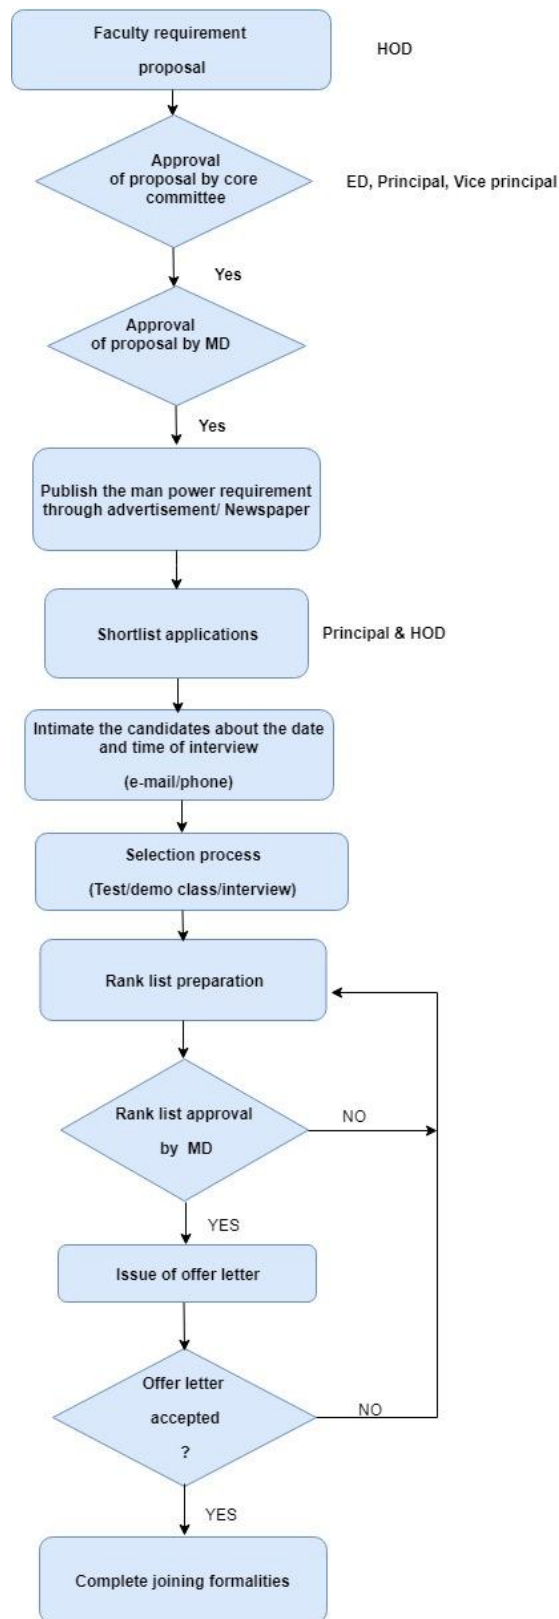 Faculty requirement
proposal
HOD
Approval
of proposal by core
committee
ED, Principal, Vice principal
Yes
Approval
of proposal by MD
Yes
Publish the man power requirement
through advertisement/ Newspaper
Shortlist applications
Principal & HOD
Intimate the candidates about the date
and time of interview
(e-mail/phone)
Selection process
(Test/demo class/interview)
Rank list preparation
Rank list approval
by MD
NO
YES
Issue of offer letter
Offer letter
accepted
?
NO
YES
Complete joining formalities